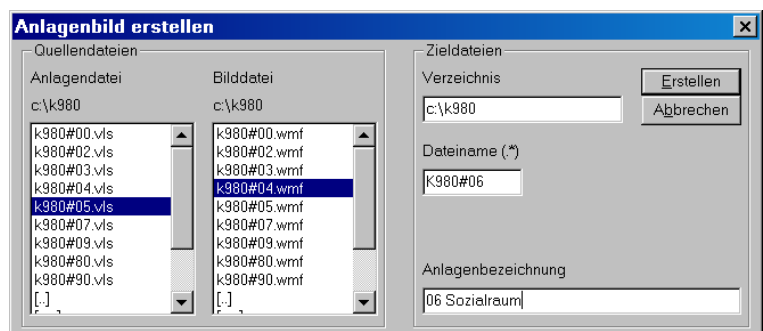 Anlagenbild erstellen
Quellendateien
Anlagendatei
c:\k980
k980#00.vls
k980#02.vls
k980#03.vls
k980#04.vls
k980#05.vls
k980#07.vls
k980#09.vls
k980#80.vls
k980#90.vls
[..]
Bilddatei
c:\k980
k980#00.wmf
k980#02.wmf
k980#03.wmf
k980#04.wmf
k980#05.wmf
k980#07.wmf
k980#09.wmf
k980#80.wmf
k980#90.wmf
[..]
Zieldateien
Verzeichnis
c:\k980
Dateiname (.*)
K980#06
Anlagenbezeichnung
06 Sozialraum
Erstellen
Abbrechen